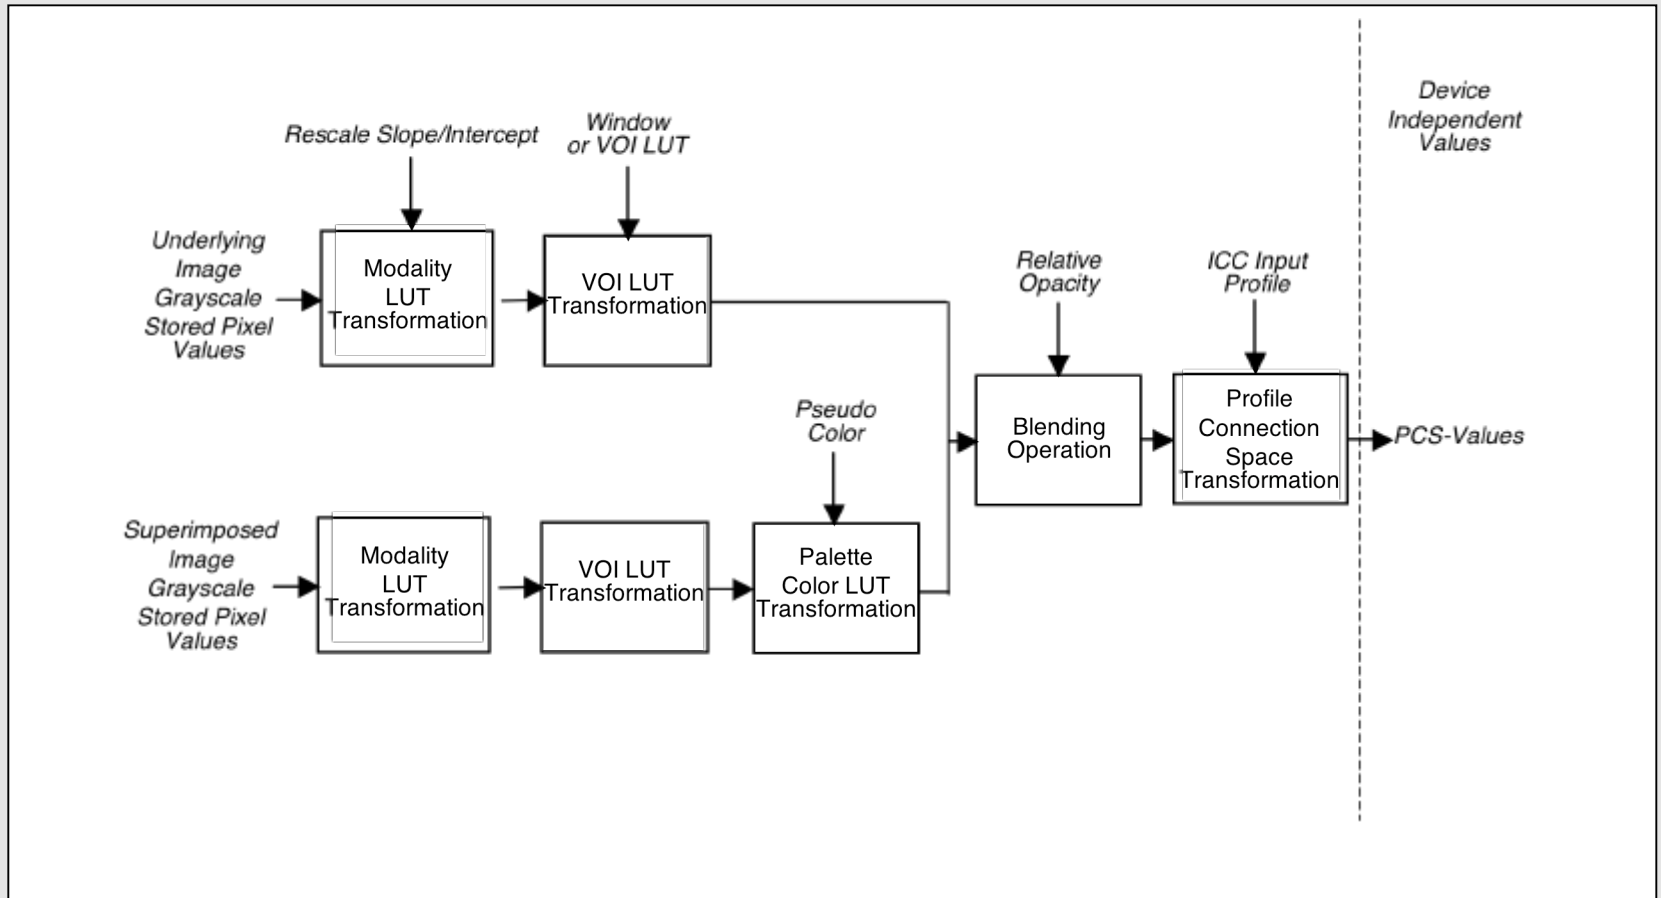 Device
Independent
Values
Rescale Slope/Intercept
Window
or VOI LUT
Underlying
Image
Grayscale
Stored Pixel
Values
Modality
LUT
Transformation
VOI LUT
Transformation
Relative
Opacity
ICC Input
Profile
Pseudo
Color
Blending
Operation
Profile
Connection
Space
Transformation
PCS-Values
Superimposed
Image
Grayscale
Stored Pixel
Values
Modality
LUT
Transformation
VOI LUT
Transformation
Palette
Color LUT
Transformation